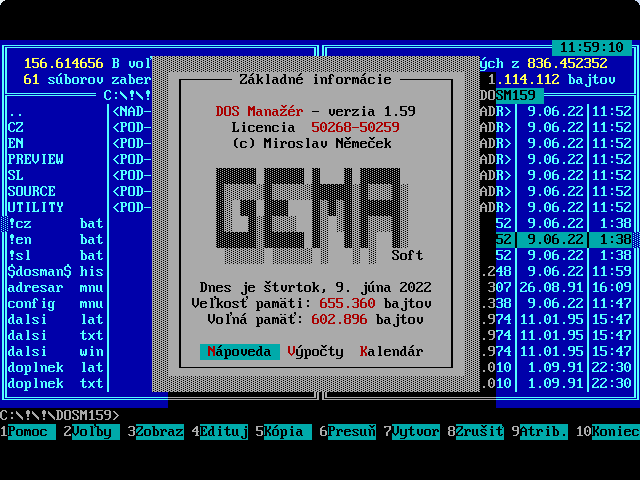 11:59:10
156.614656 B voľ ých z 836.452352
61 súborov zaber 1.114.112 bajtov
Základné informácie
C:\!\! OSM159
.. <NAD- ADR> 9.06.22 11:52
DOS Manažér - verzia 1.59
CZ <POD- ADR> 9.06.22 11:52
Licencia 50268-50259
EN <POD- ADR> 9.06.22 11:52
(c) Miroslav Němeček
PREVIEW <POD- ADR> 9.06.22 11:52
SL <POD- ADR> 9.06.22 11:52
SOURCE <POD- ADR> 9.06.22 11:52
UTILITY <POD- ADR> 9.06.22 11:52
GEMA
!cz bat 52 9.06.22 1:38
!en bat 52 9.06.22 1:38
!sl bat 52 9.06.22 1:38
Soft
$dosman$ his .248 9.06.22 11:59
adresar mnu 307 26.08.91 16:09
Dnes je štvrtok, 9. júna 2022
config mnu .338 9.06.22 11:47
Veľkosť pamäti: 655.360 bajtov
dalsi lat .974 11.01.95 15:47
Voľná pamäť: 602.896 bajtov
dalsi txt .974 11.01.95 15:47
dalsi win .974 11.01.95 15:47
Nápoveda Výpočty Kalendár
doplnek lat .010 1.09.91 22:30
doplnek txt .010 1.09.91 22:30
C:\!\!\DOSM159>
1Pomoc 2Voľby 3Zobraz 4Edituj 5Kópia 6Presuň 7Vytvor 8Zrušit 9Atrib. 10Koniec